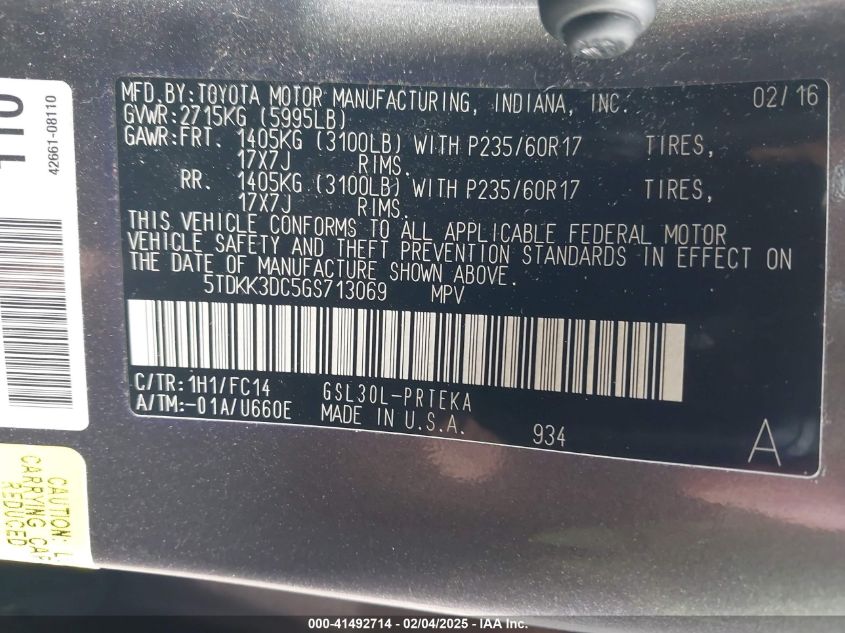 MFD.BY:TOYOTA MOTOR MANUFACTURING, INDIANA, INC. 02/16
GVWR:2715KG (5995LB)
GAWR:FRT. 1405KG (3100LB) WITH P235/60R17 TIRES,
17X7J RIMS.
RR. 1405KG (3100LB) WITH P235/60R17 TIRES,
17X7J RIMS.
THIS VEHICLE CONFORMS TO ALL APPLICABLE FEDERAL MOTOR
VEHICLE SAFETY AND THEFT PREVENTION STANDARDS IN EFFECT ON
THE DATE OF MANUFACTURE SHOWN ABOVE.
5TDKK3DC5GS713069 MPV
C/TR:1H1/FC14 GSL30L-PRTEKA
A/TM:-01A/U660E MADE IN U.S.A.
934 A
42661-08110
CAUTION:
CARRYING
REDUCED
000-41492714 - 02/04/2025 - IAA Inc.